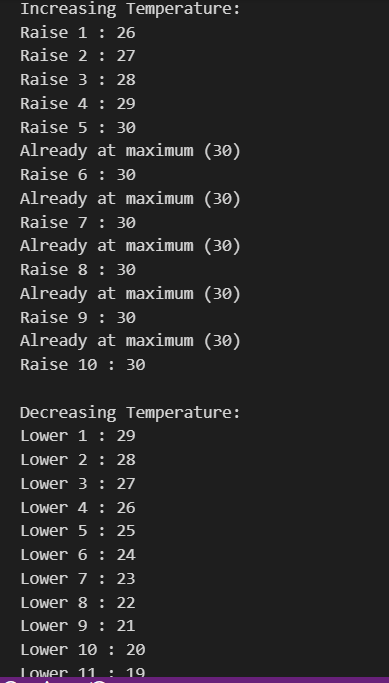 Increasing Temperature:
Raise 1 : 26
Raise 2 : 27
Raise 3 : 28
Raise 4 : 29
Raise 5 : 30
Already at maximum (30)
Raise 6 : 30
Already at maximum (30)
Raise 7 : 30
Already at maximum (30)
Raise 8 : 30
Already at maximum (30)
Raise 9 : 30
Already at maximum (30)
Raise 10 : 30

Decreasing Temperature:
Lower 1 : 29
Lower 2 : 28
Lower 3 : 27
Lower 4 : 26
Lower 5 : 25
Lower 6 : 24
Lower 7 : 23
Lower 8 : 22
Lower 9 : 21
Lower 10 : 20
Lower 11 : 19